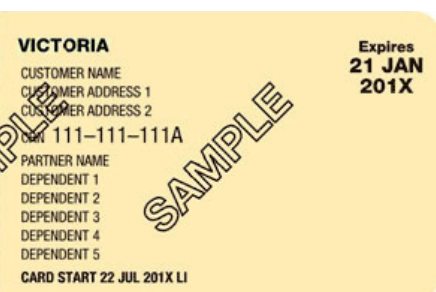 VICTORIA
Expires
21 JAN
201X
CUSTOMER NAME
CUSTOMER ADDRESS 1
CUSTOMER ADDRESS 2
CRN 111–111–111A
PARTNER NAME
DEPENDENT 1
DEPENDENT 2
DEPENDENT 3
DEPENDENT 4
DEPENDENT 5
CARD START 22 JUL 201X LI
SAMPLE
SAMPLE